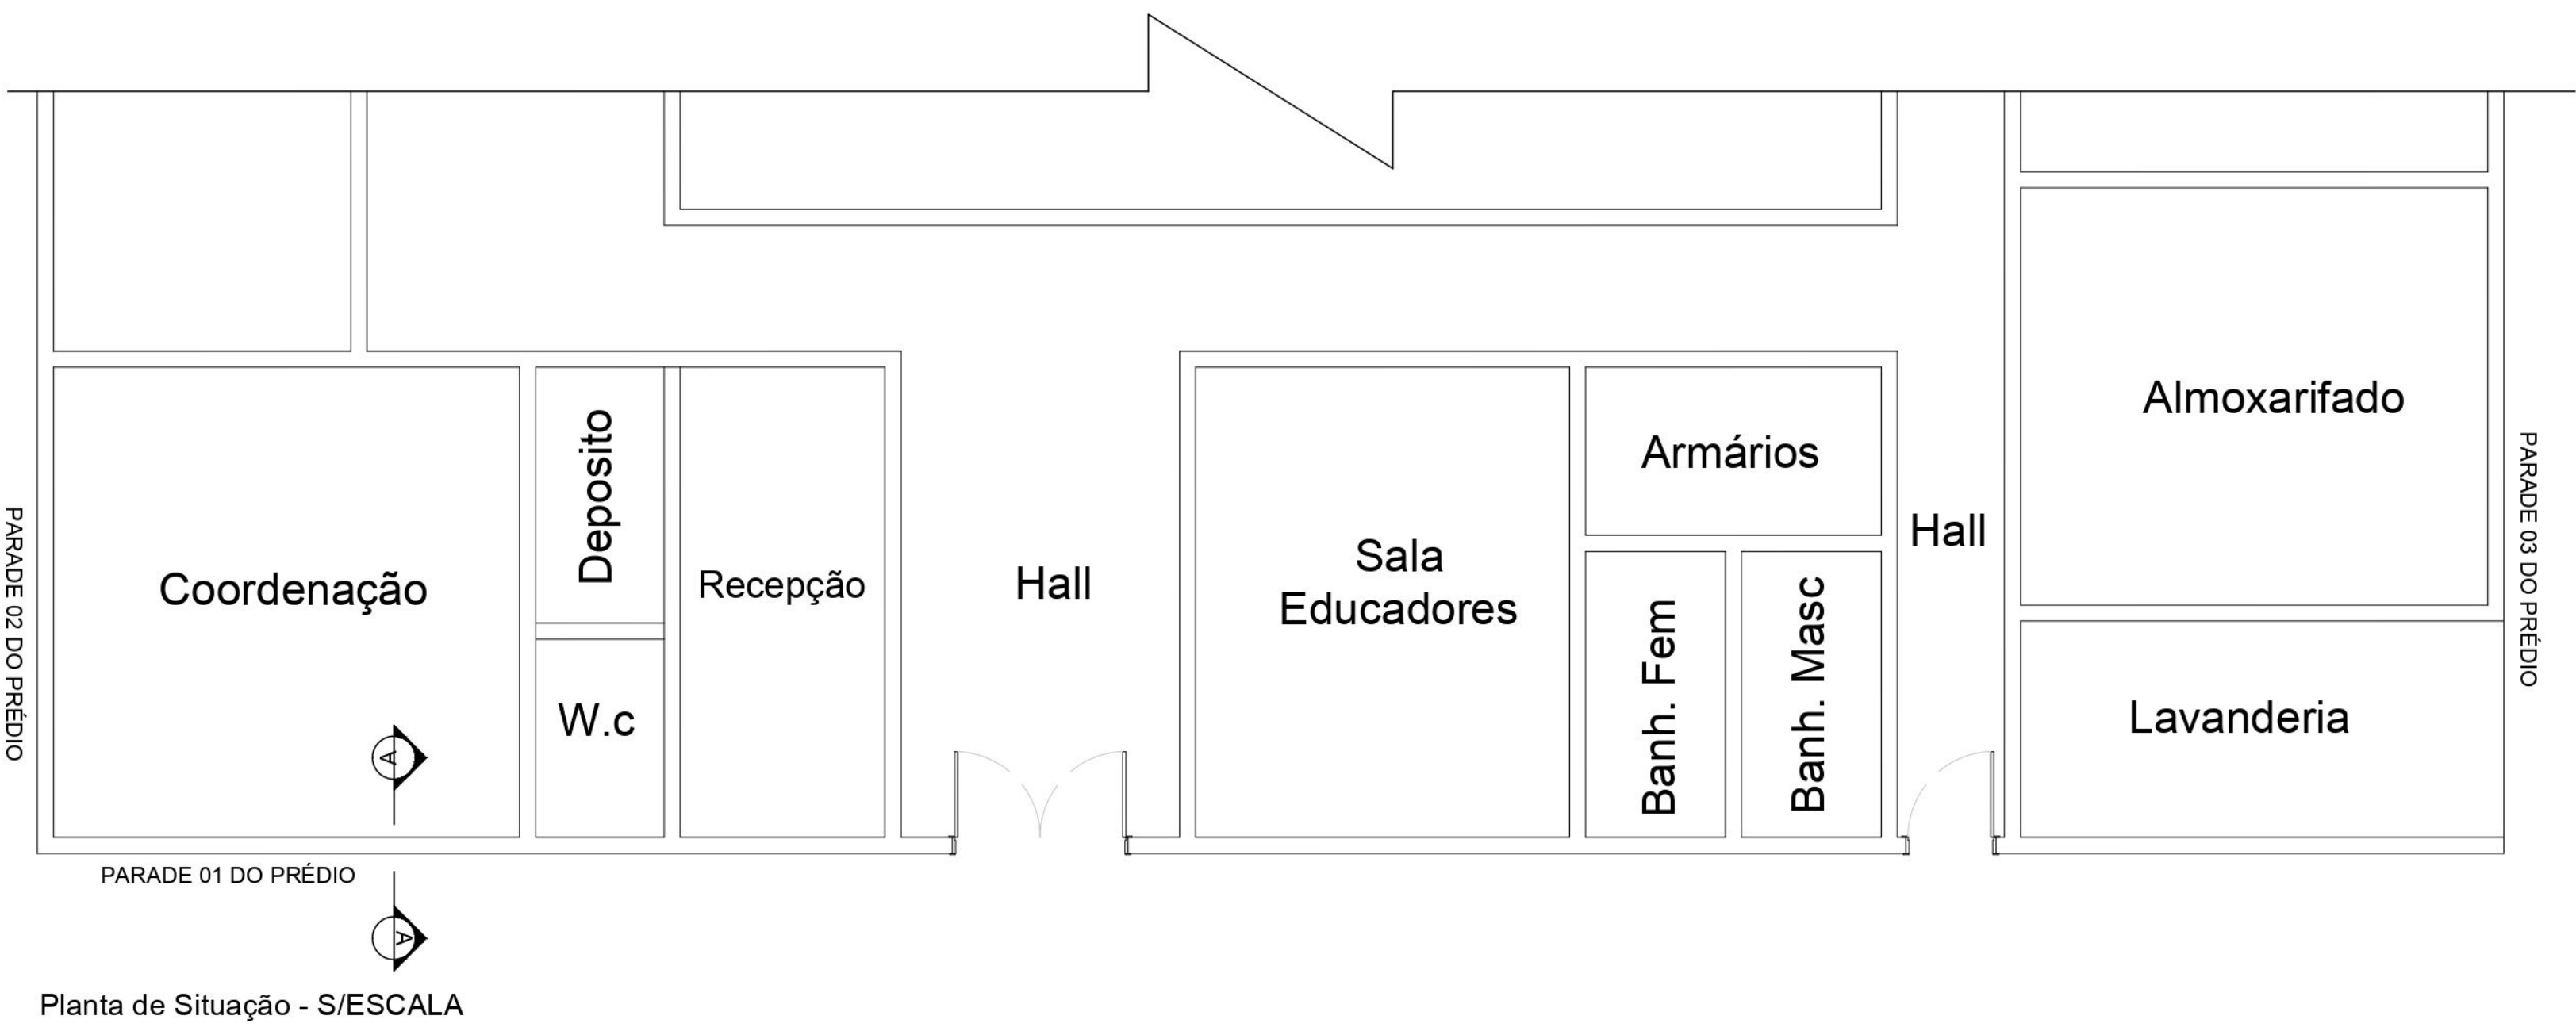 Almoxarifado
Deposito
Armários
PARADE 02 DO PRÉDIO
Coordenação
Recepção
Hall
Sala
Educadores
Hall
PARADE 03 DO PRÉDIO
W.c
Banh. Fem
Banh. Masc
Lavanderia
A
PARADE 01 DO PRÉDIO
A
Planta de Situação - S/ESCALA